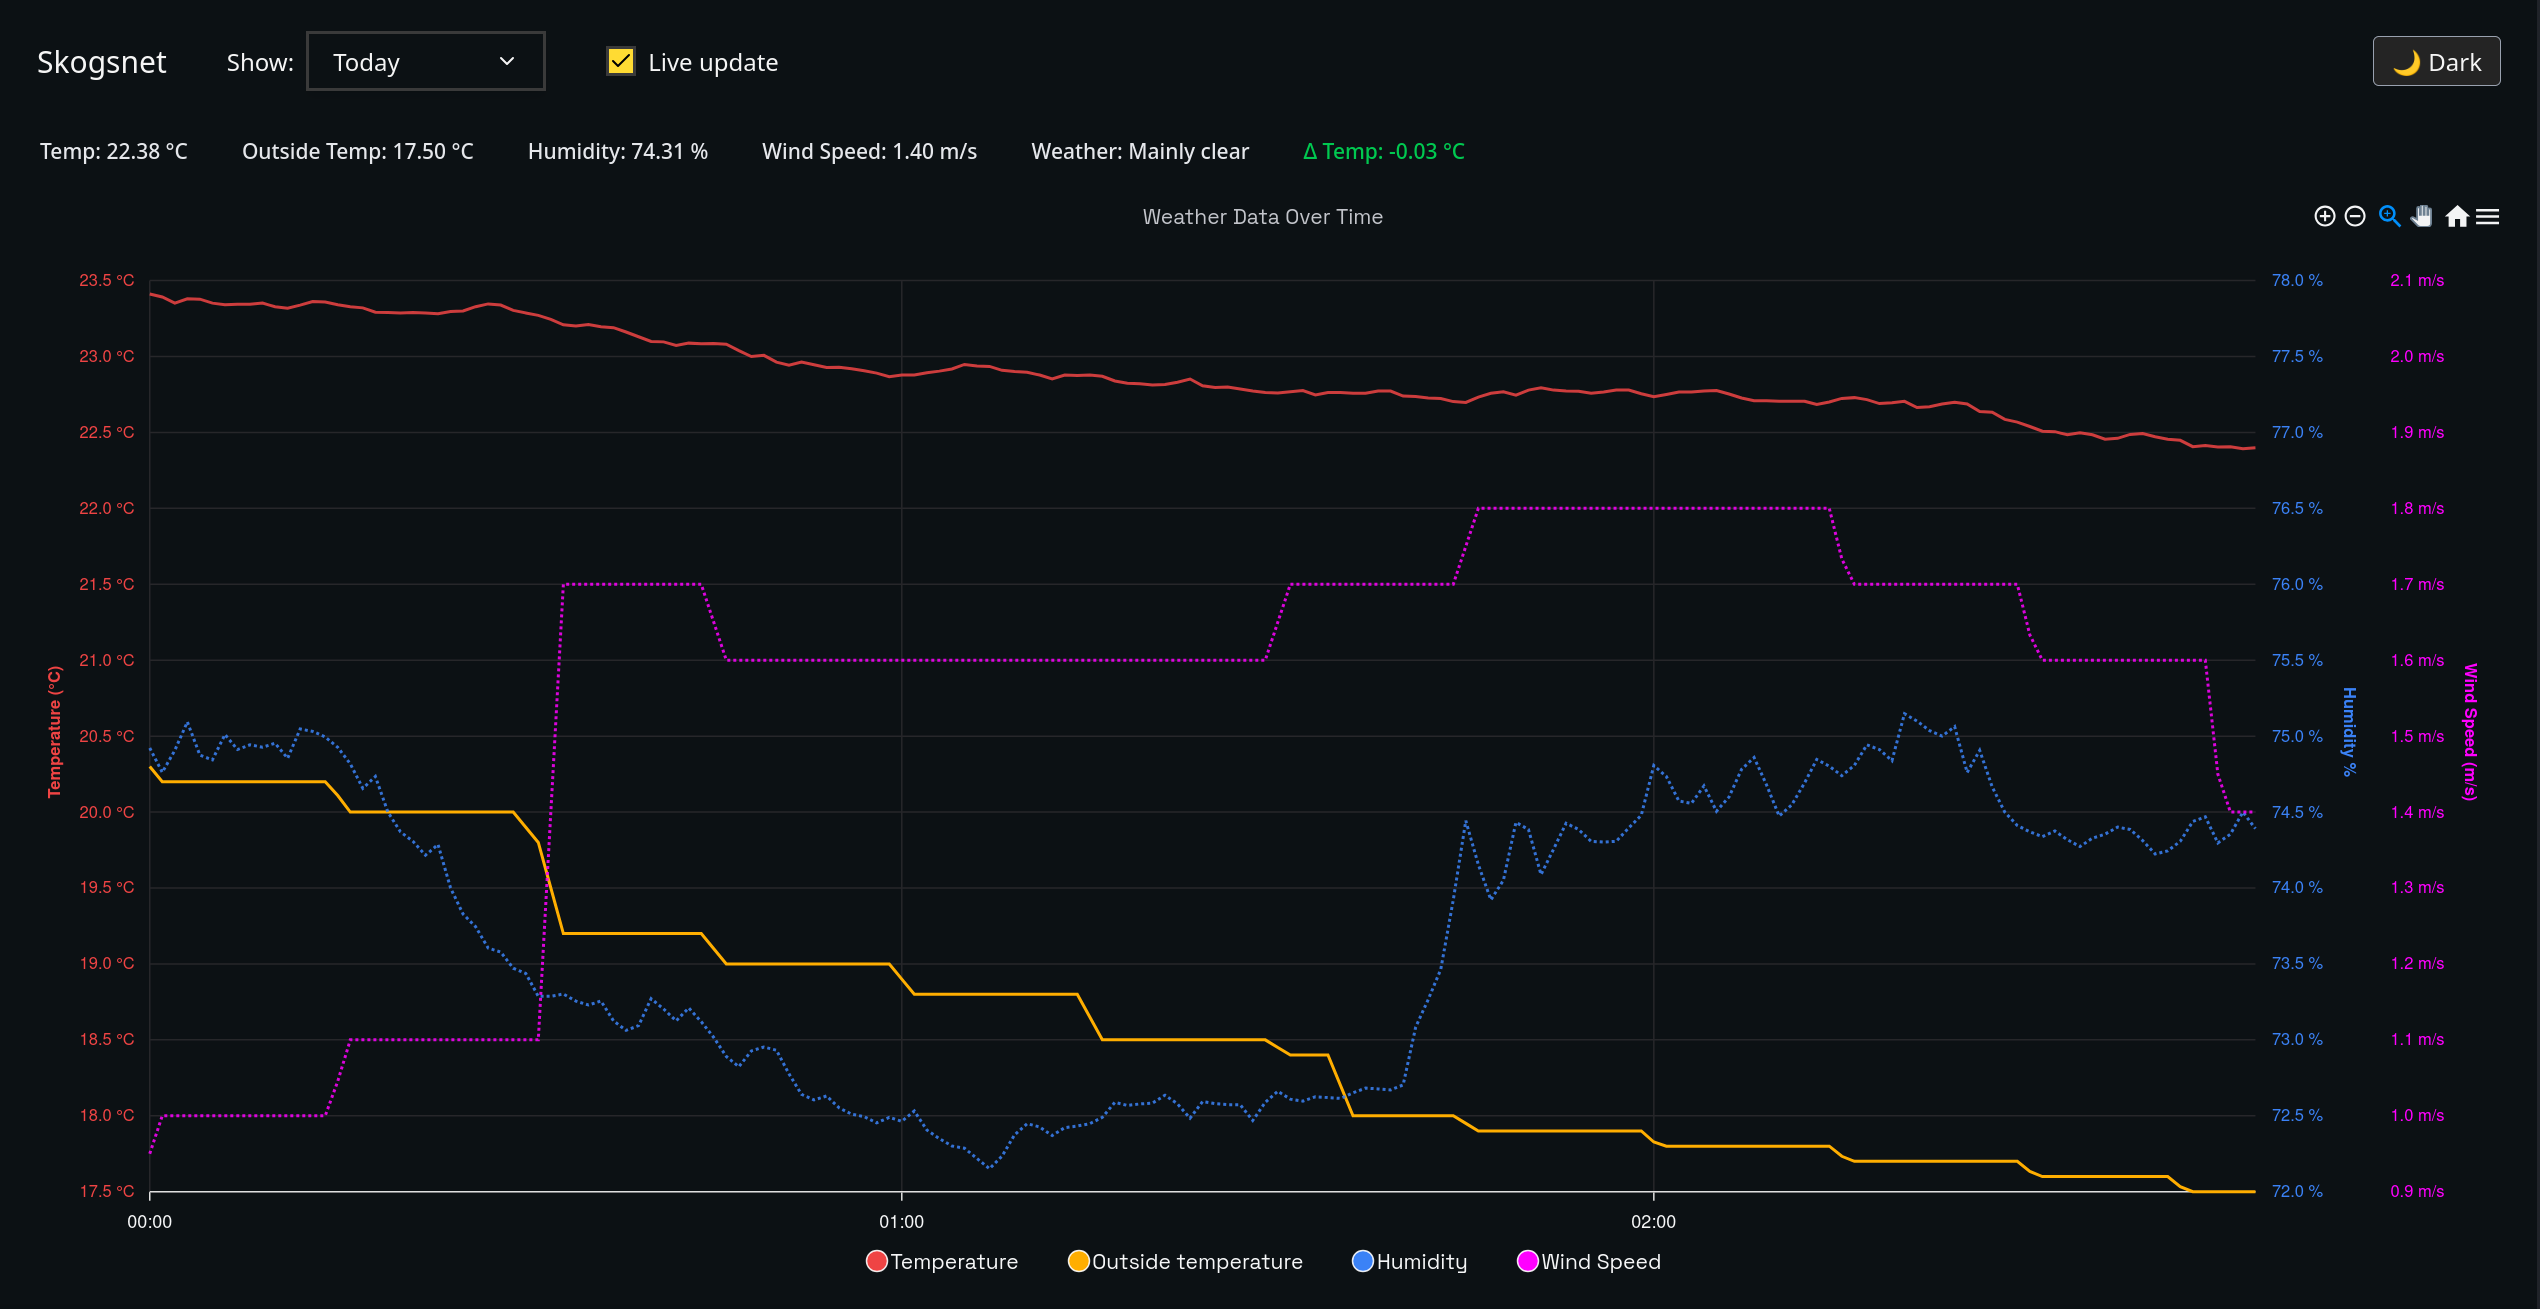 Skogsnet Show: Today Live update 🌙 Dark
Temp: 22.38 °C Outside Temp: 17.50 °C Humidity: 74.31 % Wind Speed: 1.40 m/s Weather: Mainly clear Δ Temp: -0.03 °C
Weather Data Over Time
23.5 °C 78.0 % 2.1 m/s
23.0 °C 77.5 % 2.0 m/s
22.5 °C 77.0 % 1.9 m/s
22.0 °C 76.5 % 1.8 m/s
21.5 °C 76.0 % 1.7 m/s
21.0 °C 75.5 % 1.6 m/s
20.5 °C 75.0 % 1.5 m/s
20.0 °C 74.5 % 1.4 m/s
19.5 °C 74.0 % 1.3 m/s
19.0 °C 73.5 % 1.2 m/s
18.5 °C 73.0 % 1.1 m/s
18.0 °C 72.5 % 1.0 m/s
17.5 °C 72.0 % 0.9 m/s
Temperature (°C)
Humidity %
Wind Speed (m/s)
00:00 01:00 02:00
Temperature Outside temperature Humidity Wind Speed